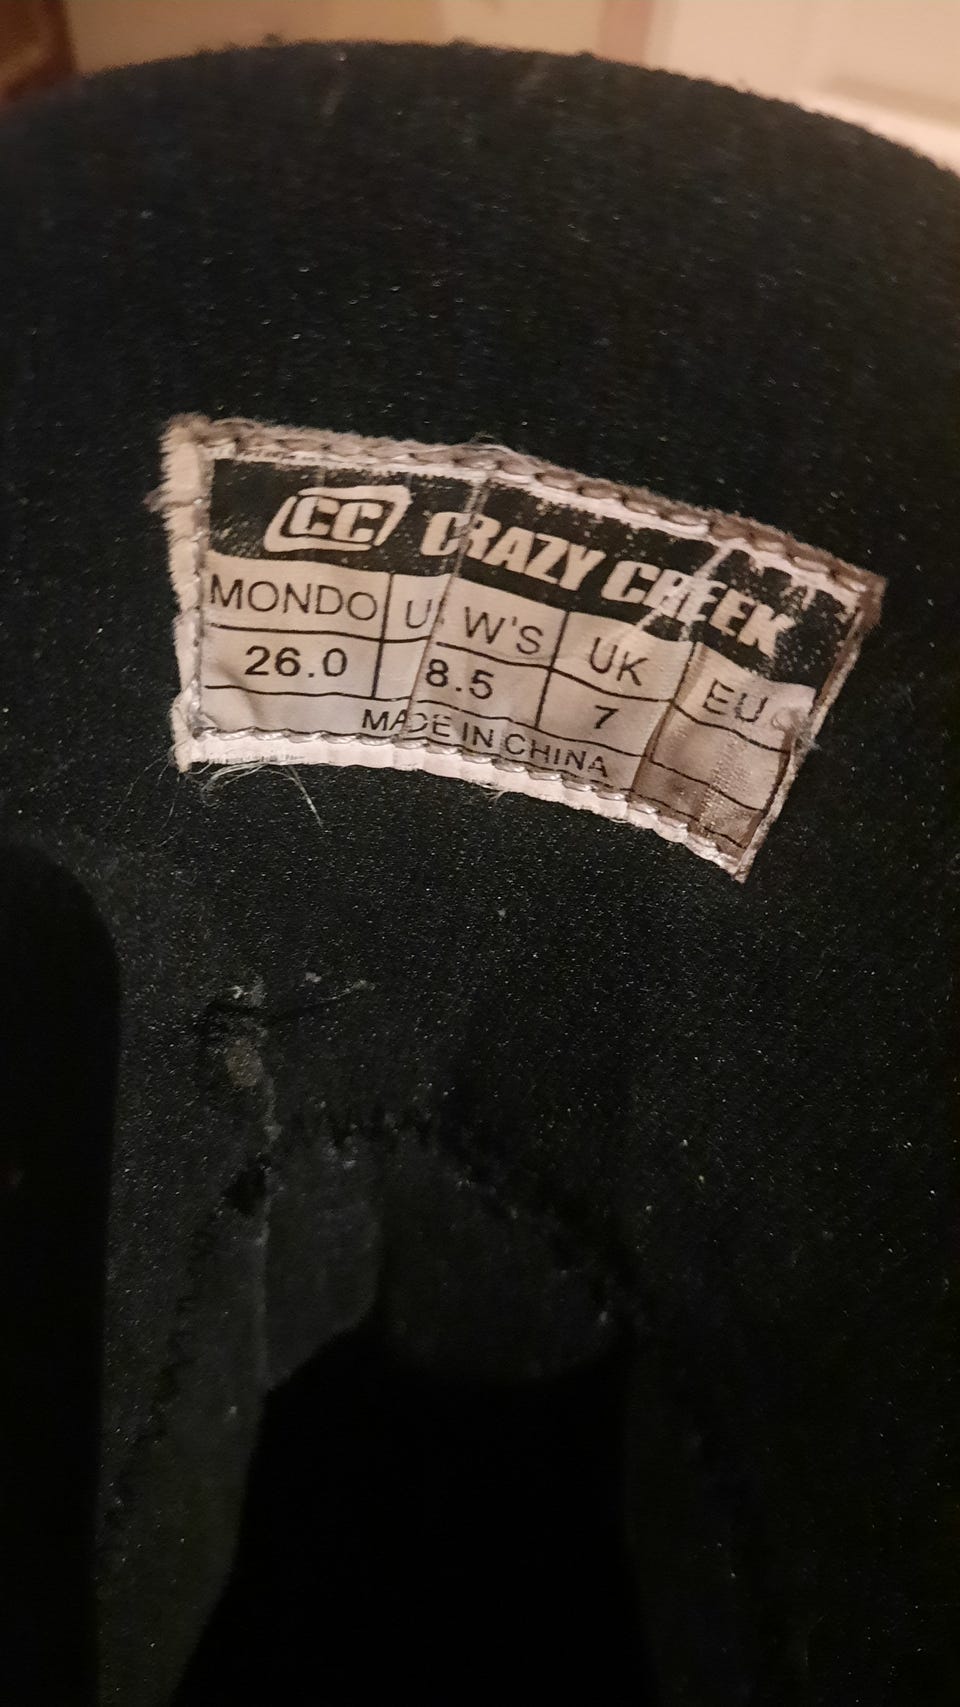 CC CRAZY CREEK
MONDO U W'S UK EU
26.0 8.5 7
MADE IN CHINA